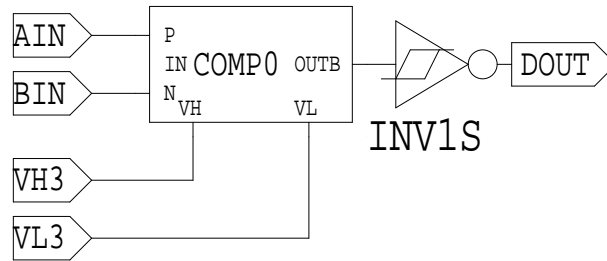 AIN
P
IN
COMP0
OUTB
BIN
N
VH
VL
DOUT
INV1S
VH3
VL3